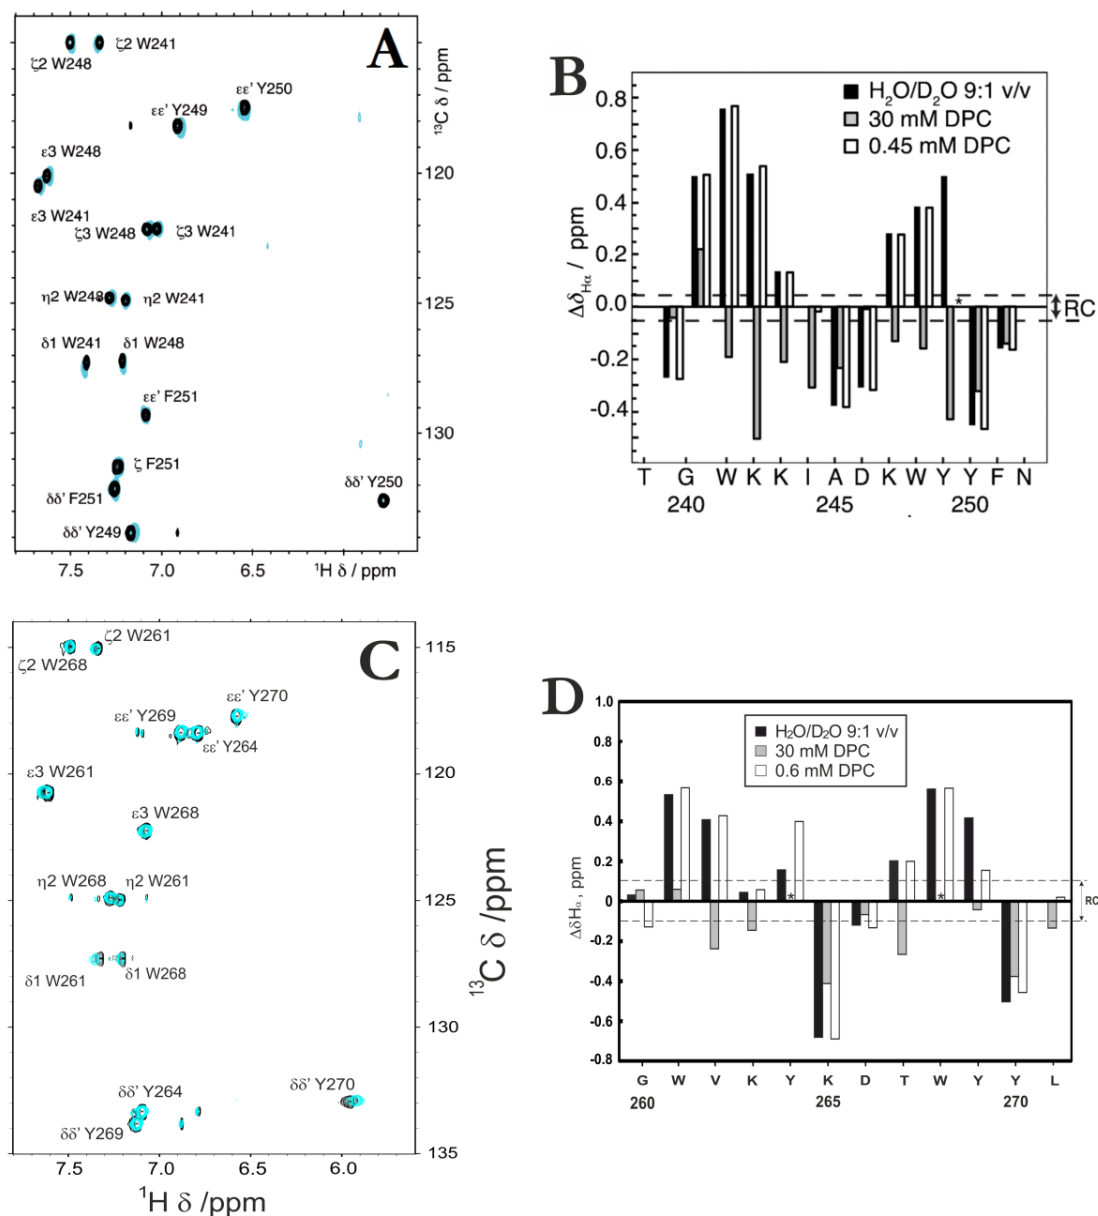 A
ζ2 W241
ζ2 W248
εε' Y250
εε' Y249
ε3 W248
ε3 W241
ζ3 W248
ζ3 W241
η2 W248
η2 W241
δ1 W241
δ1 W248
εε' F251
ζ F251
δδ' F251
δδ' Y250
δδ' Y249
¹³C δ / ppm
120
125
130
7.5
7.0
6.5
¹H δ / ppm
B
H₂O/D₂O 9:1 v/v
30 mM DPC
0.45 mM DPC
Δδ_Hα / ppm
0.8
0.6
0.4
0.2
0.0
-0.2
-0.4
*
RC
T G W K K I A D K W Y Y F N
240 245 250
C
ζ2 W261
ζ2 W268
εε' Y270
εε' Y269
εε' Y264
ε3 W261
ε3 W268
η2 W268
η2 W261
δ1 W261
δ1 W268
δδ' Y264
δδ' Y270
δδ' Y269
115
120
125
130
135
¹³C δ /ppm
7.5
7.0
6.5
6.0
¹H δ /ppm
D
H₂O/D₂O 9:1 v/v
30 mM DPC
0.6 mM DPC
ΔδHα, ppm
1.0
0.8
0.6
0.4
0.2
0
-0.2
-0.4
-0.6
-0.8
* *
RC
G W V K Y K D T W Y Y L
260 265 270